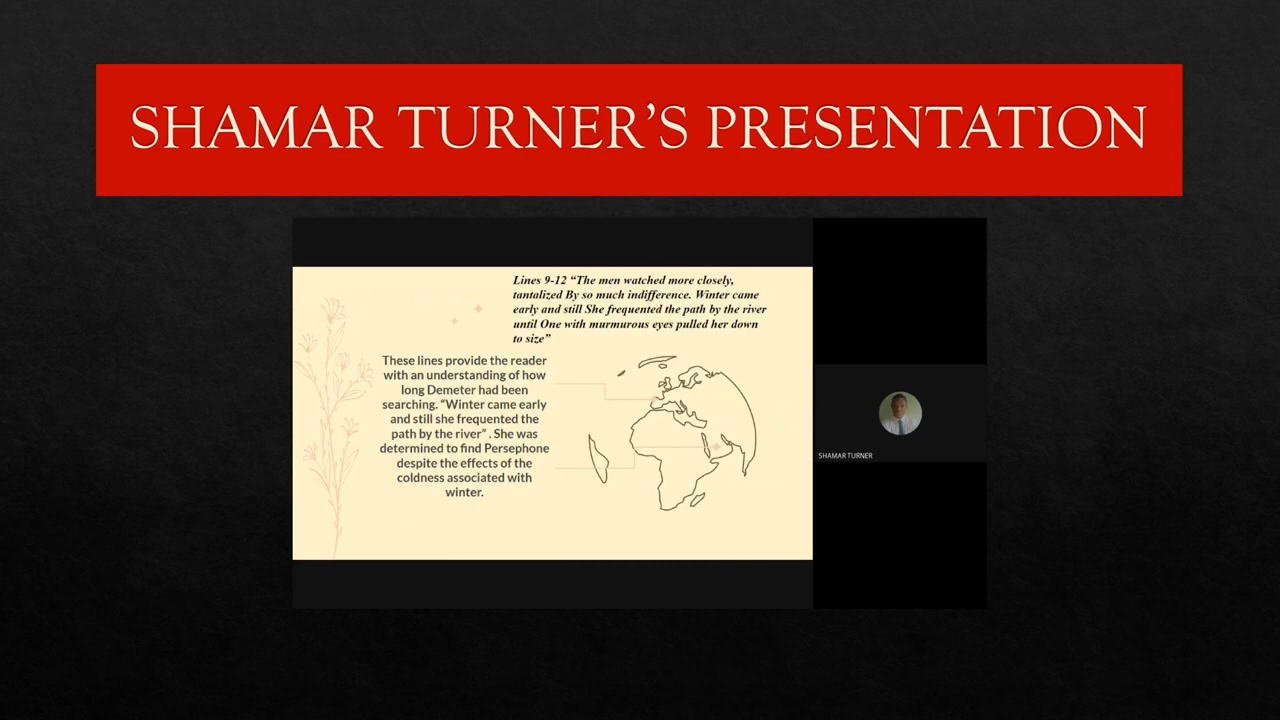 SHAMAR TURNER’S PRESENTATION
Lines 9-12 “The men watched more closely,
tantalized By so much indifference. Winter came
early and still She frequented the path by the river
until One with murmurous eyes pulled her down
to size”
These lines provide the reader
with an understanding of how
long Demeter had been
searching. “Winter came early
and still she frequented the
path by the river” . She was
determined to find Persephone
despite the effects of the
coldness associated with
winter.
SHAMAR TURNER